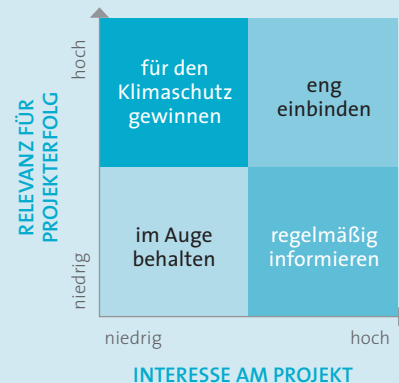 RELEVANZ FÜR
PROJEKTERFOLG
hoch
niedrig
für den
Klimaschutz
gewinnen
eng
einbinden
im Auge
behalten
regelmäßig
informieren
niedrig
hoch
INTERESSE AM PROJEKT